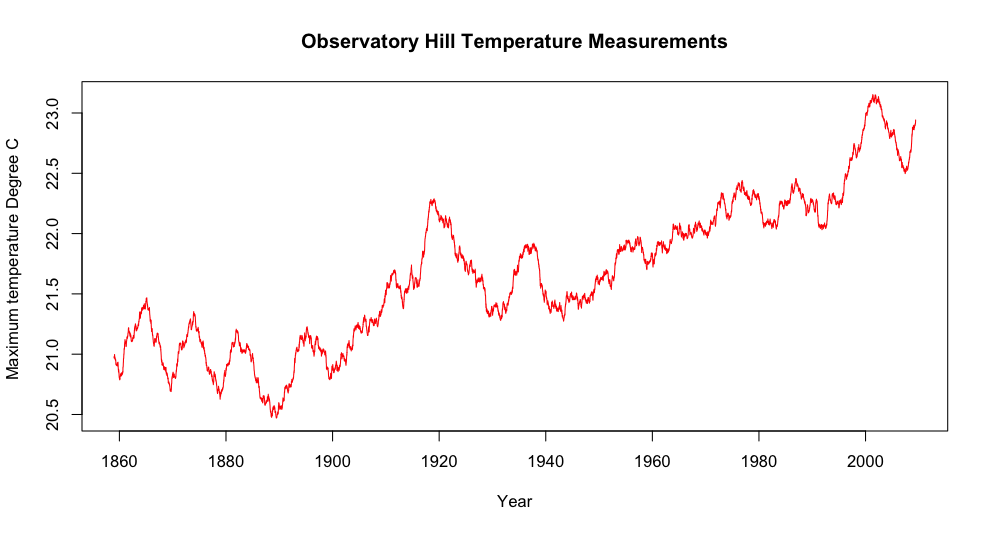 Observatory Hill Temperature Measurements
Maximum temperature Degree C
23.0
22.5
22.0
21.5
21.0
20.5
1860 1880 1900 1920 1940 1960 1980 2000
Year